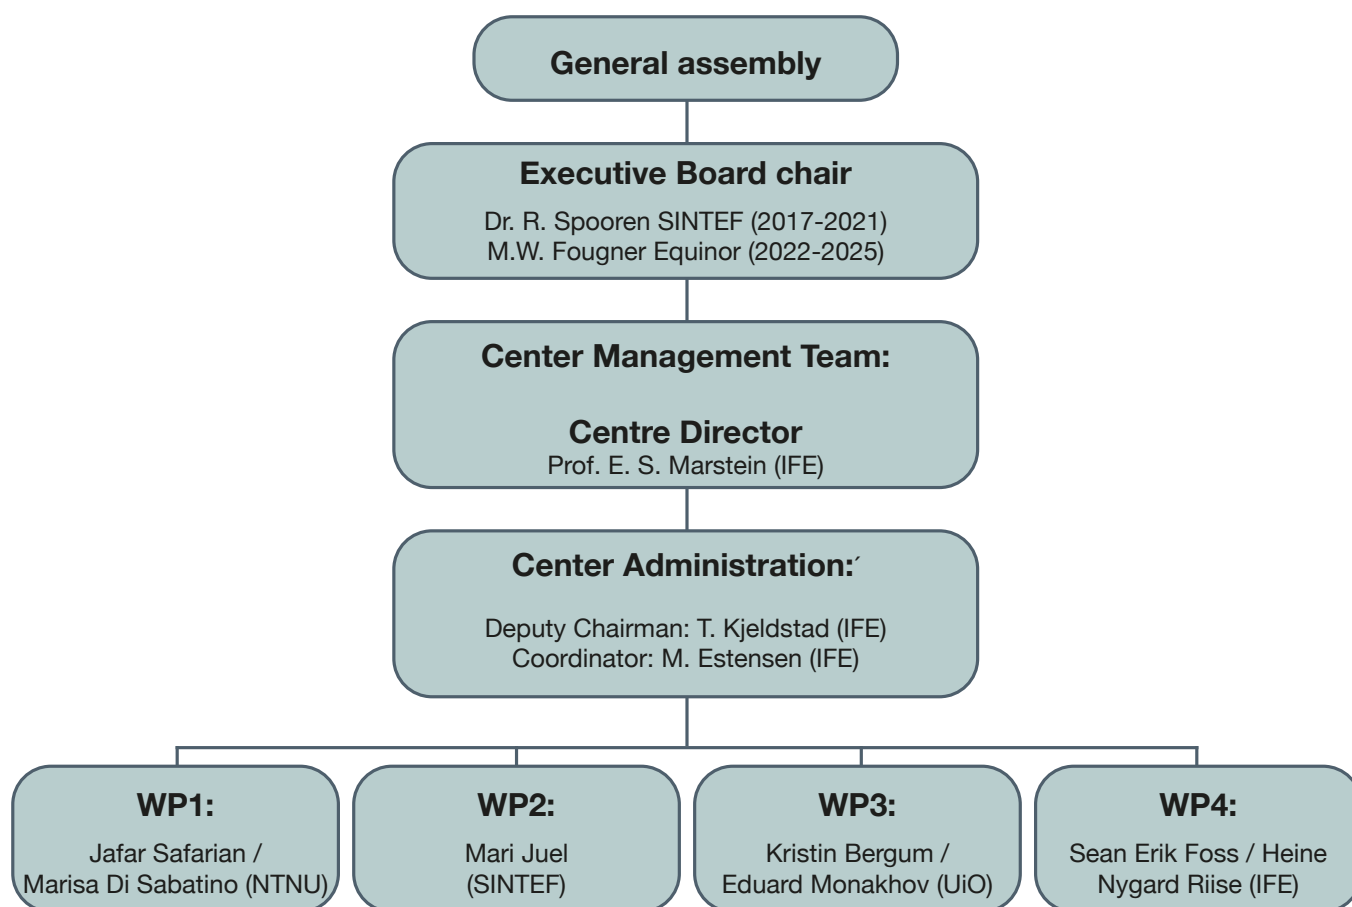 General assembly
Executive Board chair
Dr. R. Spooren SINTEF (2017-2021)
M.W. Fougner Equinor (2022-2025)
Center Management Team:
Centre Director
Prof. E. S. Marstein (IFE)
Center Administration:´
Deputy Chairman: T. Kjeldstad (IFE)
Coordinator: M. Estensen (IFE)
WP1:
Jafar Safarian /
Marisa Di Sabatino (NTNU)
WP2:
Mari Juel
(SINTEF)
WP3:
Kristin Bergum /
Eduard Monakhov (UiO)
WP4:
Sean Erik Foss / Heine
Nygard Riise (IFE)